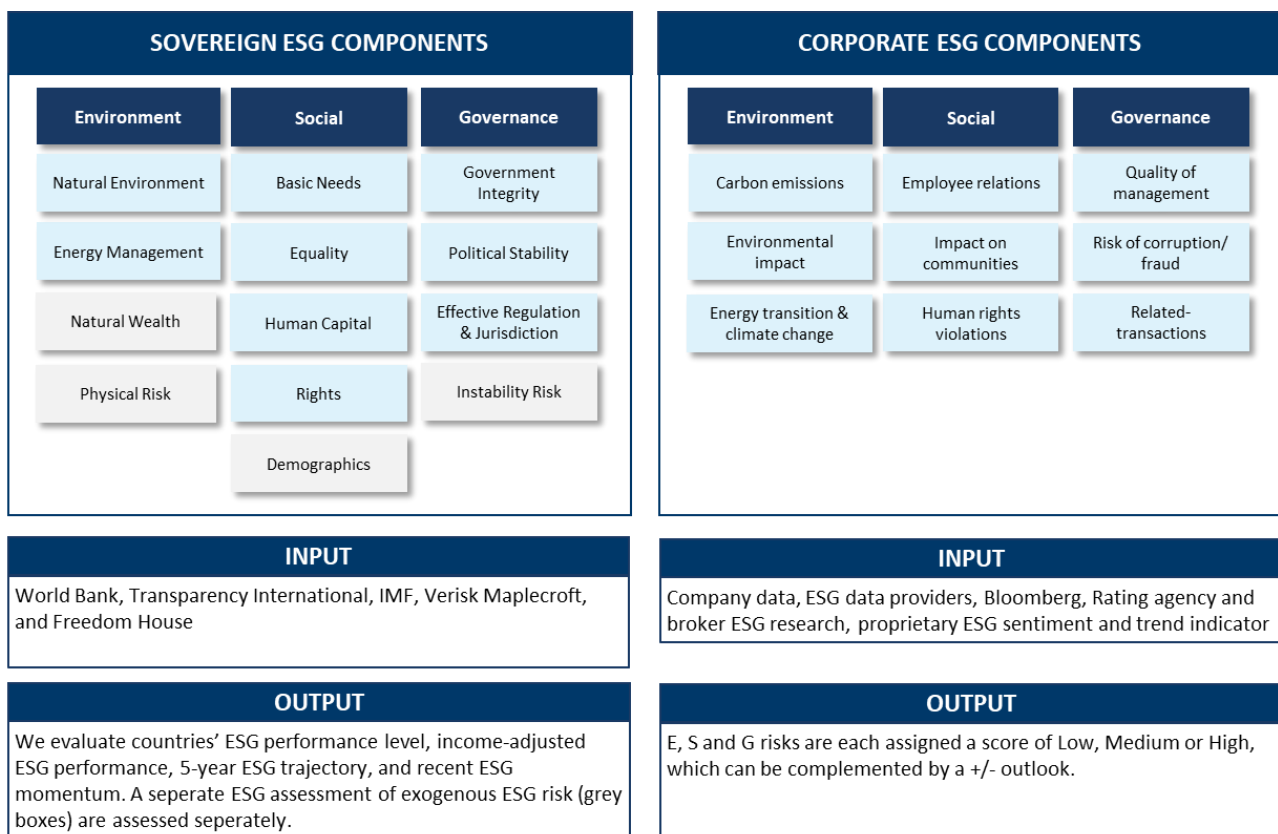 SOVEREIGN ESG COMPONENTS
Environment
Social
Governance
Natural Environment
Basic Needs
Government
Integrity
Energy Management
Equality
Political Stability
Natural Wealth
Human Capital
Effective Regulation
& Jurisdiction
Physical Risk
Rights
Instability Risk
Demographics
INPUT
World Bank, Transparency International, IMF, Verisk Maplecroft,
and Freedom House
OUTPUT
We evaluate countries’ ESG performance level, income-adjusted
ESG performance, 5-year ESG trajectory, and recent ESG
momentum. A seperate ESG assessment of exogenous ESG risk (grey
boxes) are assessed seperately.
CORPORATE ESG COMPONENTS
Environment
Social
Governance
Carbon emissions
Employee relations
Quality of
management
Environmental
impact
Impact on
communities
Risk of corruption/
fraud
Energy transition &
climate change
Human rights
violations
Related-
transactions
INPUT
Company data, ESG data providers, Bloomberg, Rating agency and
broker ESG research, proprietary ESG sentiment and trend indicator
OUTPUT
E, S and G risks are each assigned a score of Low, Medium or High,
which can be complemented by a +/- outlook.